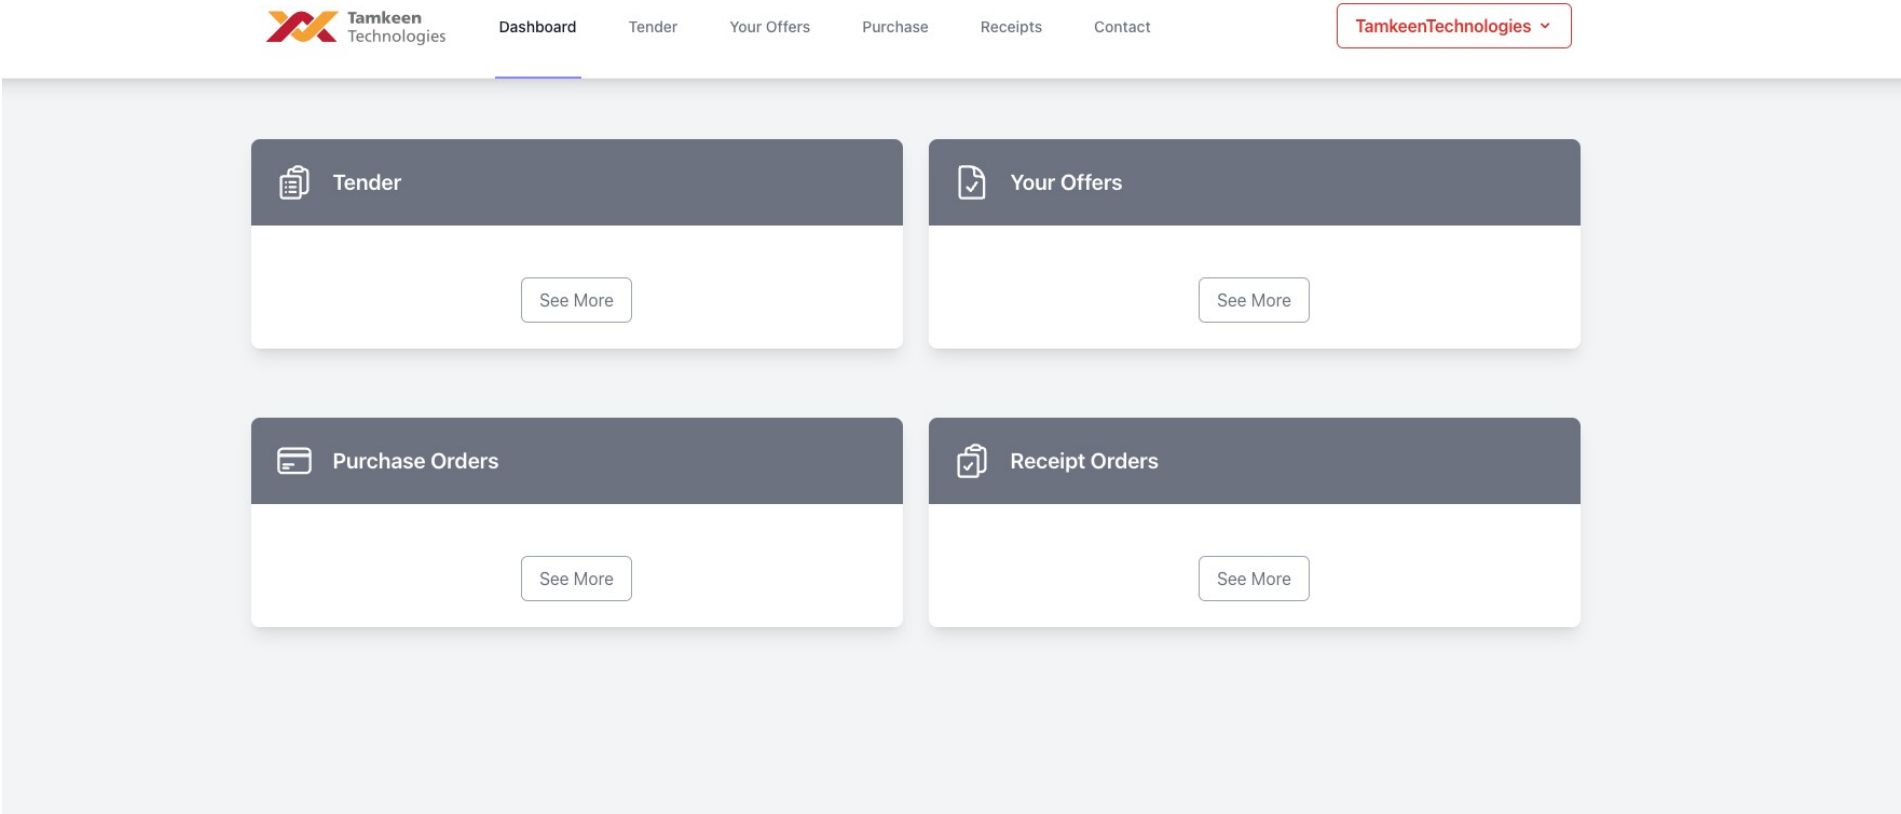 Tamkeen
Technologies
Dashboard
Tender
Your Offers
Purchase
Receipts
Contact
TamkeenTechnologies
Tender
Your Offers
See More
See More
Purchase Orders
Receipt Orders
See More
See More